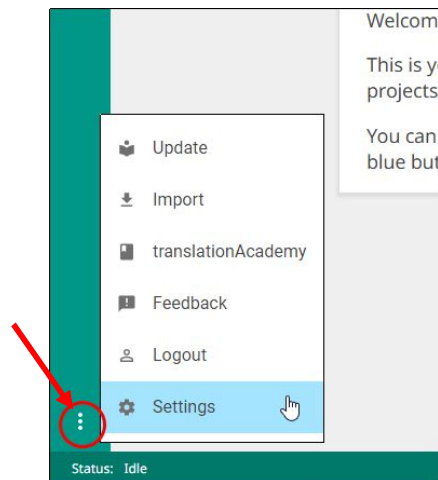 Welcom
This is y
projects
You can
blue but
Update
Import
translationAcademy
Feedback
Logout
Settings
Status: Idle